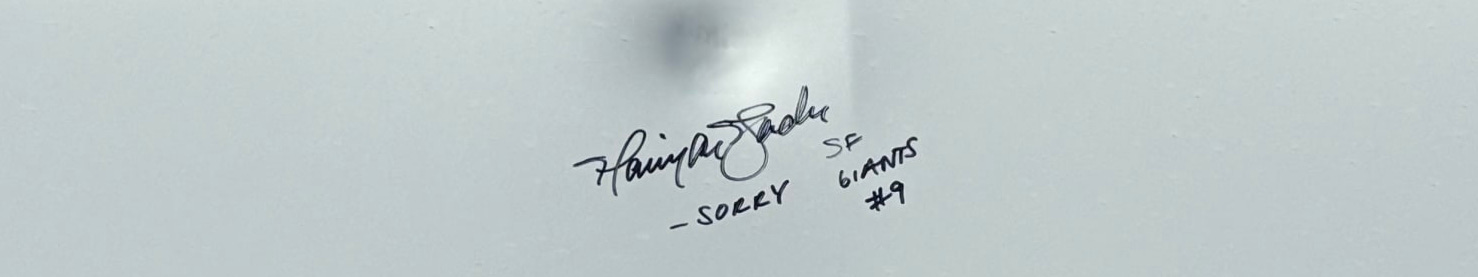 - SORRY
SF
GIANTS
#9